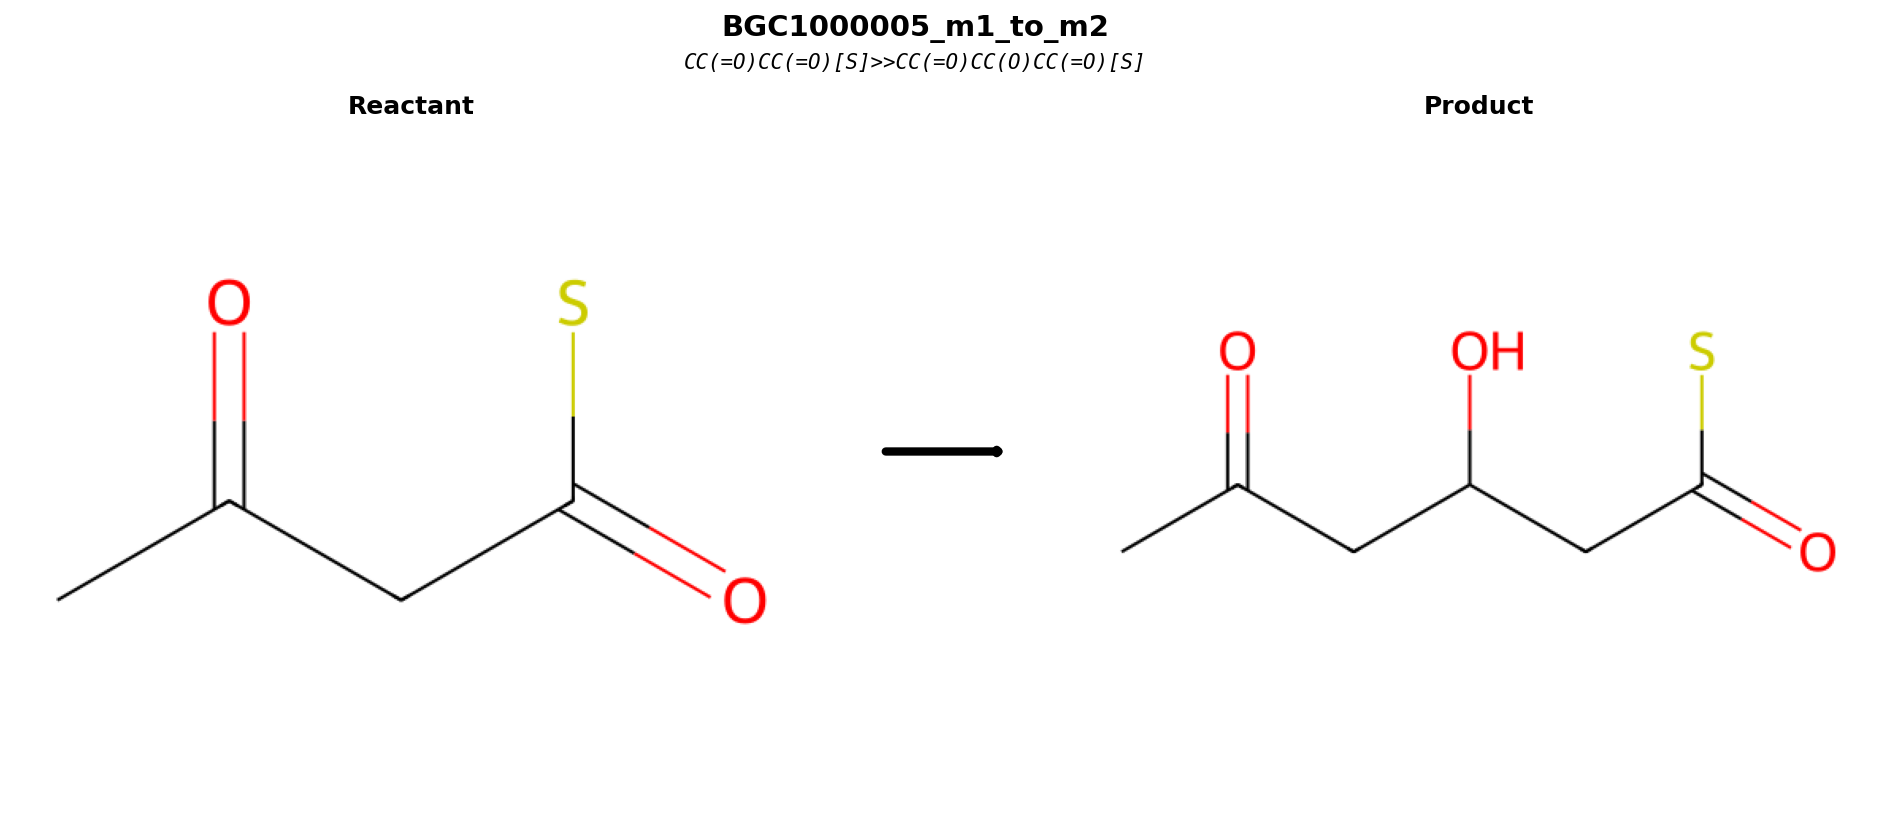 BGC1000005_m1_to_m2
CC(=O)CC(=O)[S]>>CC(=O)CC(O)CC(=O)[S]
Reactant
Product
O
S
O
O
OH
S
O